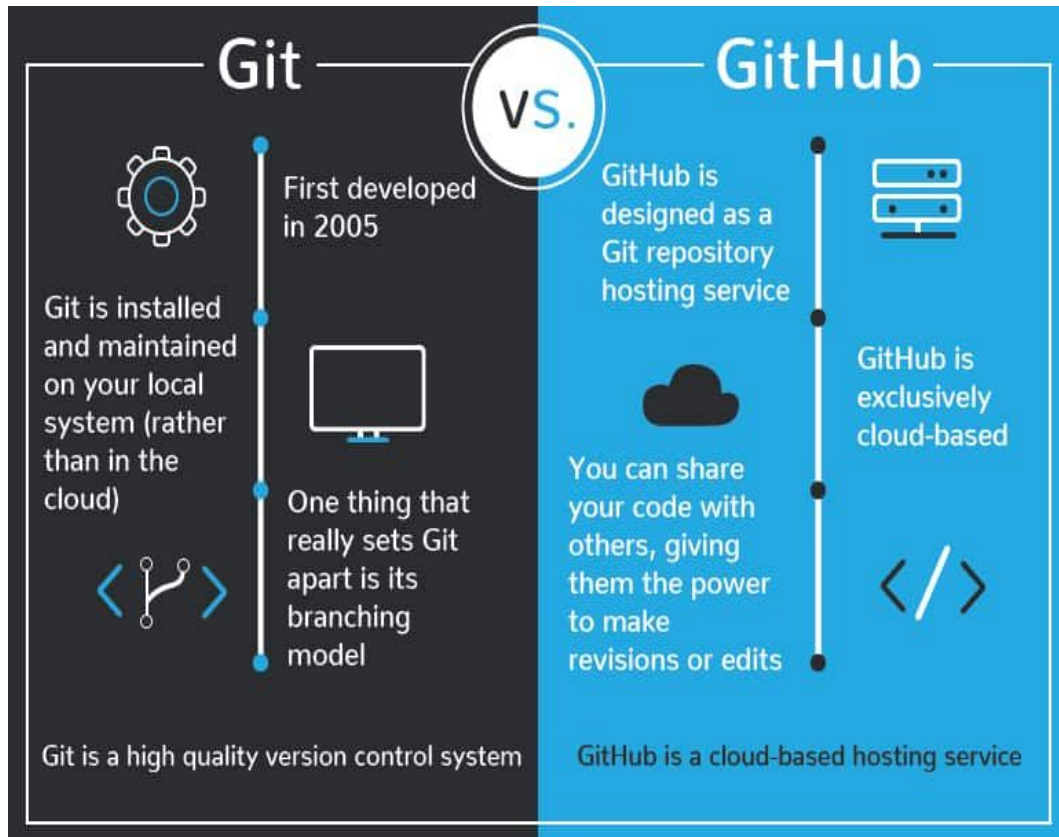 Git
VS.
GitHub
First developed
in 2005
Git is installed
and maintained
on your local
system (rather
than in the
cloud)
One thing that
really sets Git
apart is its
branching
model
Git is a high quality version control system
GitHub is
designed as a
Git repository
hosting service
GitHub is
exclusively
cloud-based
You can share
your code with
others, giving
them the power
to make
revisions or edits
GitHub is a cloud-based hosting service